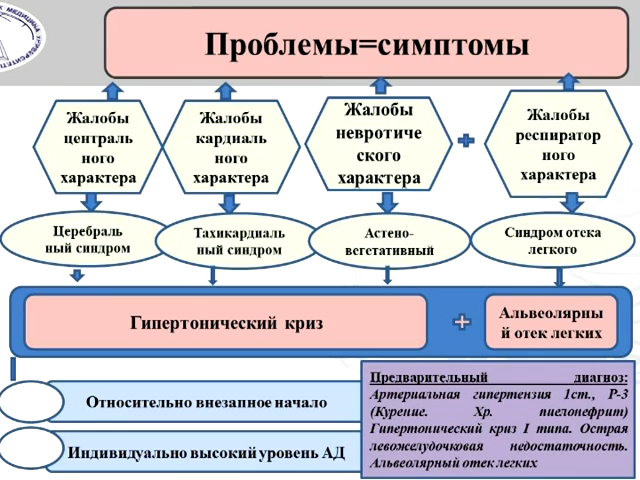 МЕДИЦИНА УНИВЕРСИТЕТІ
Проблемы=симптомы
Жалобы
централь
ного
характера
Жалобы
кардиаль
ного
характера
Жалобы
невротиче
ского
характера
Жалобы
респиратор
ного
характера
Церебраль
ный синдром
Тахикардиаль
ный синдром
Астено-
вегетативный
Синдром отека
легкого
Гипертонический криз
Альвеолярны
й отек легких
Относительно внезапное начало
Индивидуально высокий уровень АД
Предварительный диагноз:
Артериальная гипертензия 1ст., Р-3
(Курение. Хр. пиелонефрит)
Гипертонический криз I типа. Острая
левожелудочковая недостаточность.
Альвеолярный отек легких